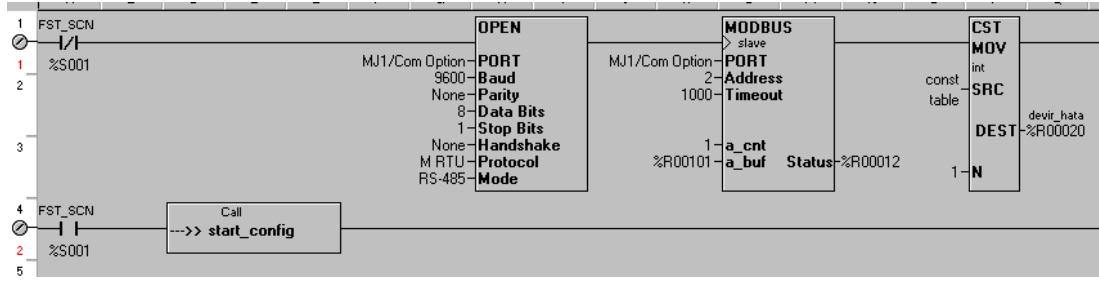 1 FST_SCN
1 %S001
2
3
OPEN
MJ1/Com Option PORT
9600 Baud
None Parity
8 Data Bits
1 Stop Bits
None Handshake
M RTU Protocol
RS-485 Mode
MODBUS
slave
MJ1/Com Option PORT
2 Address
1000 Timeout
1 a_cnt
%R00101 a_buf Status %R00012
CST
MOV
int
const
table
SRC
devir_hata
DEST %R00020
1 N
4 FST_SCN
2 %S001
5
Call
--->> start_config